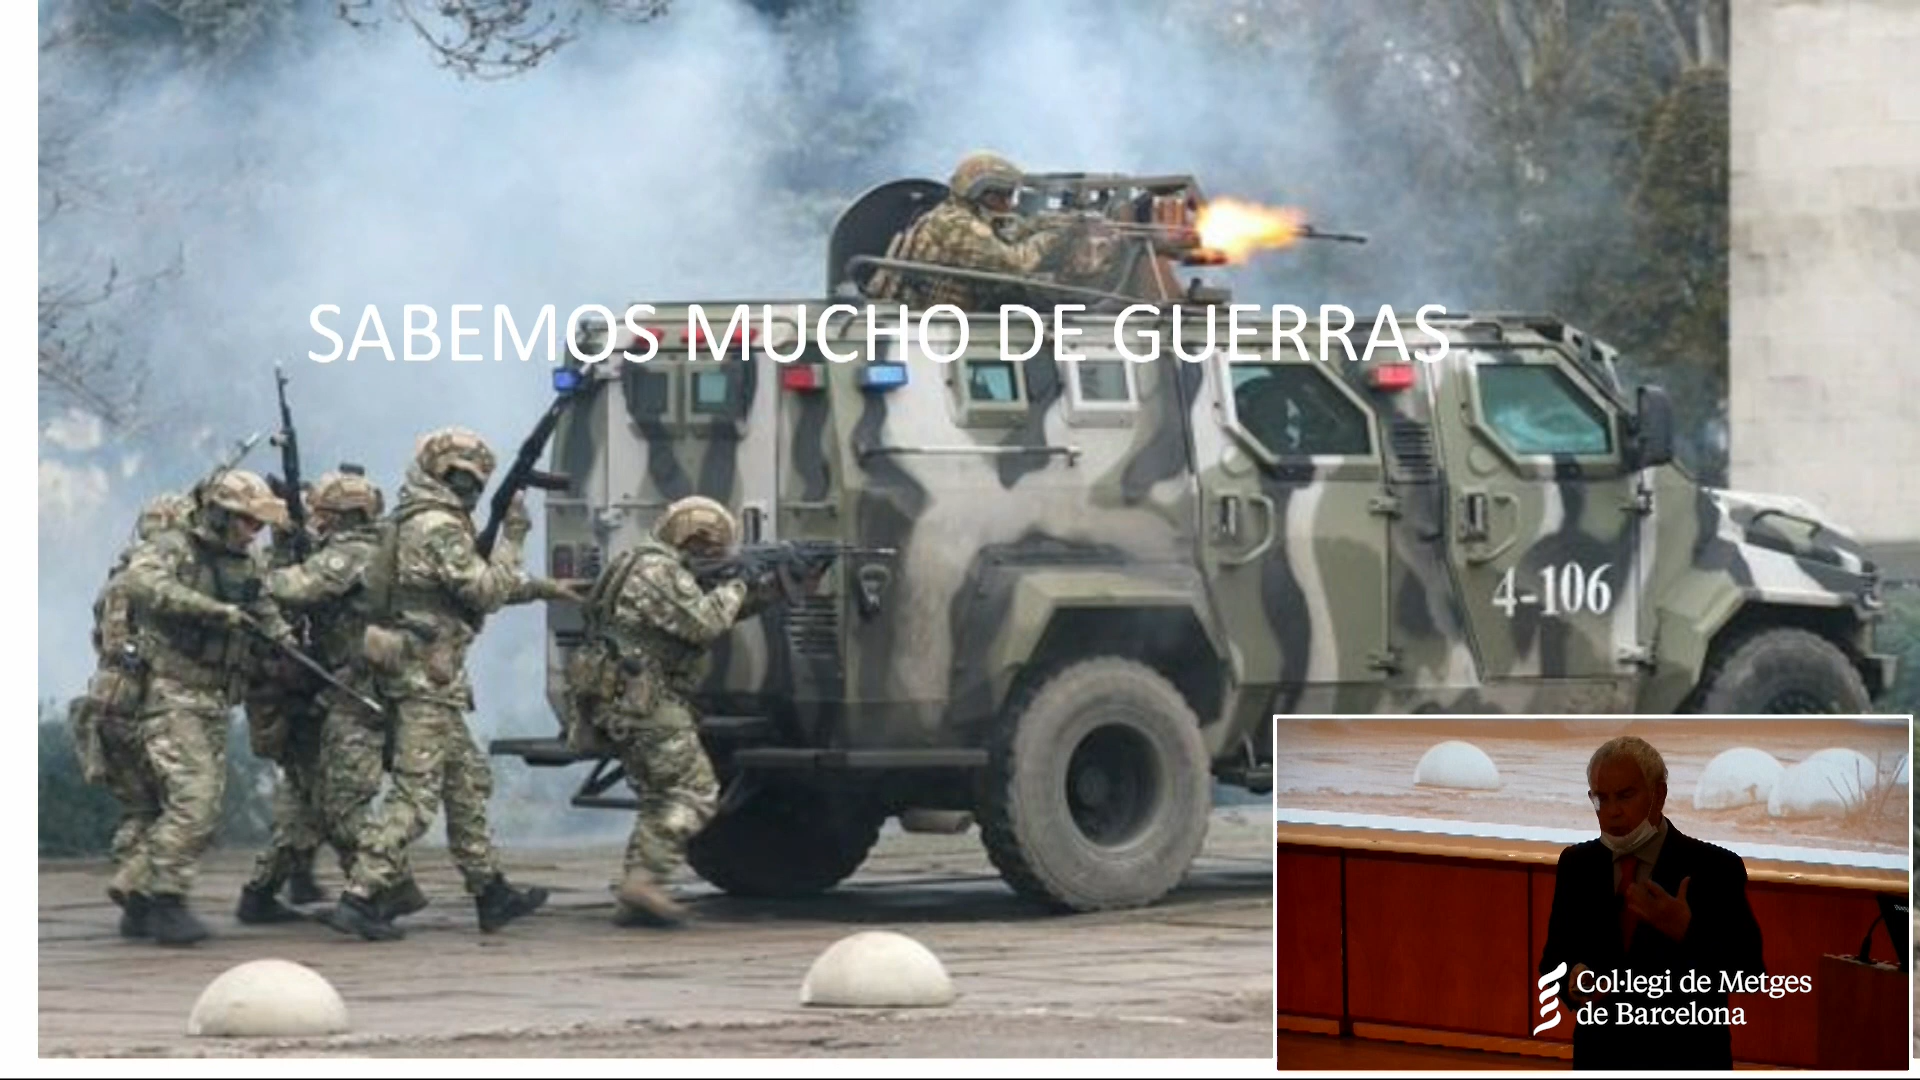 SABEMOS MUCHO DE GUERRAS
4-106
Col·legi de Metges
de Barcelona